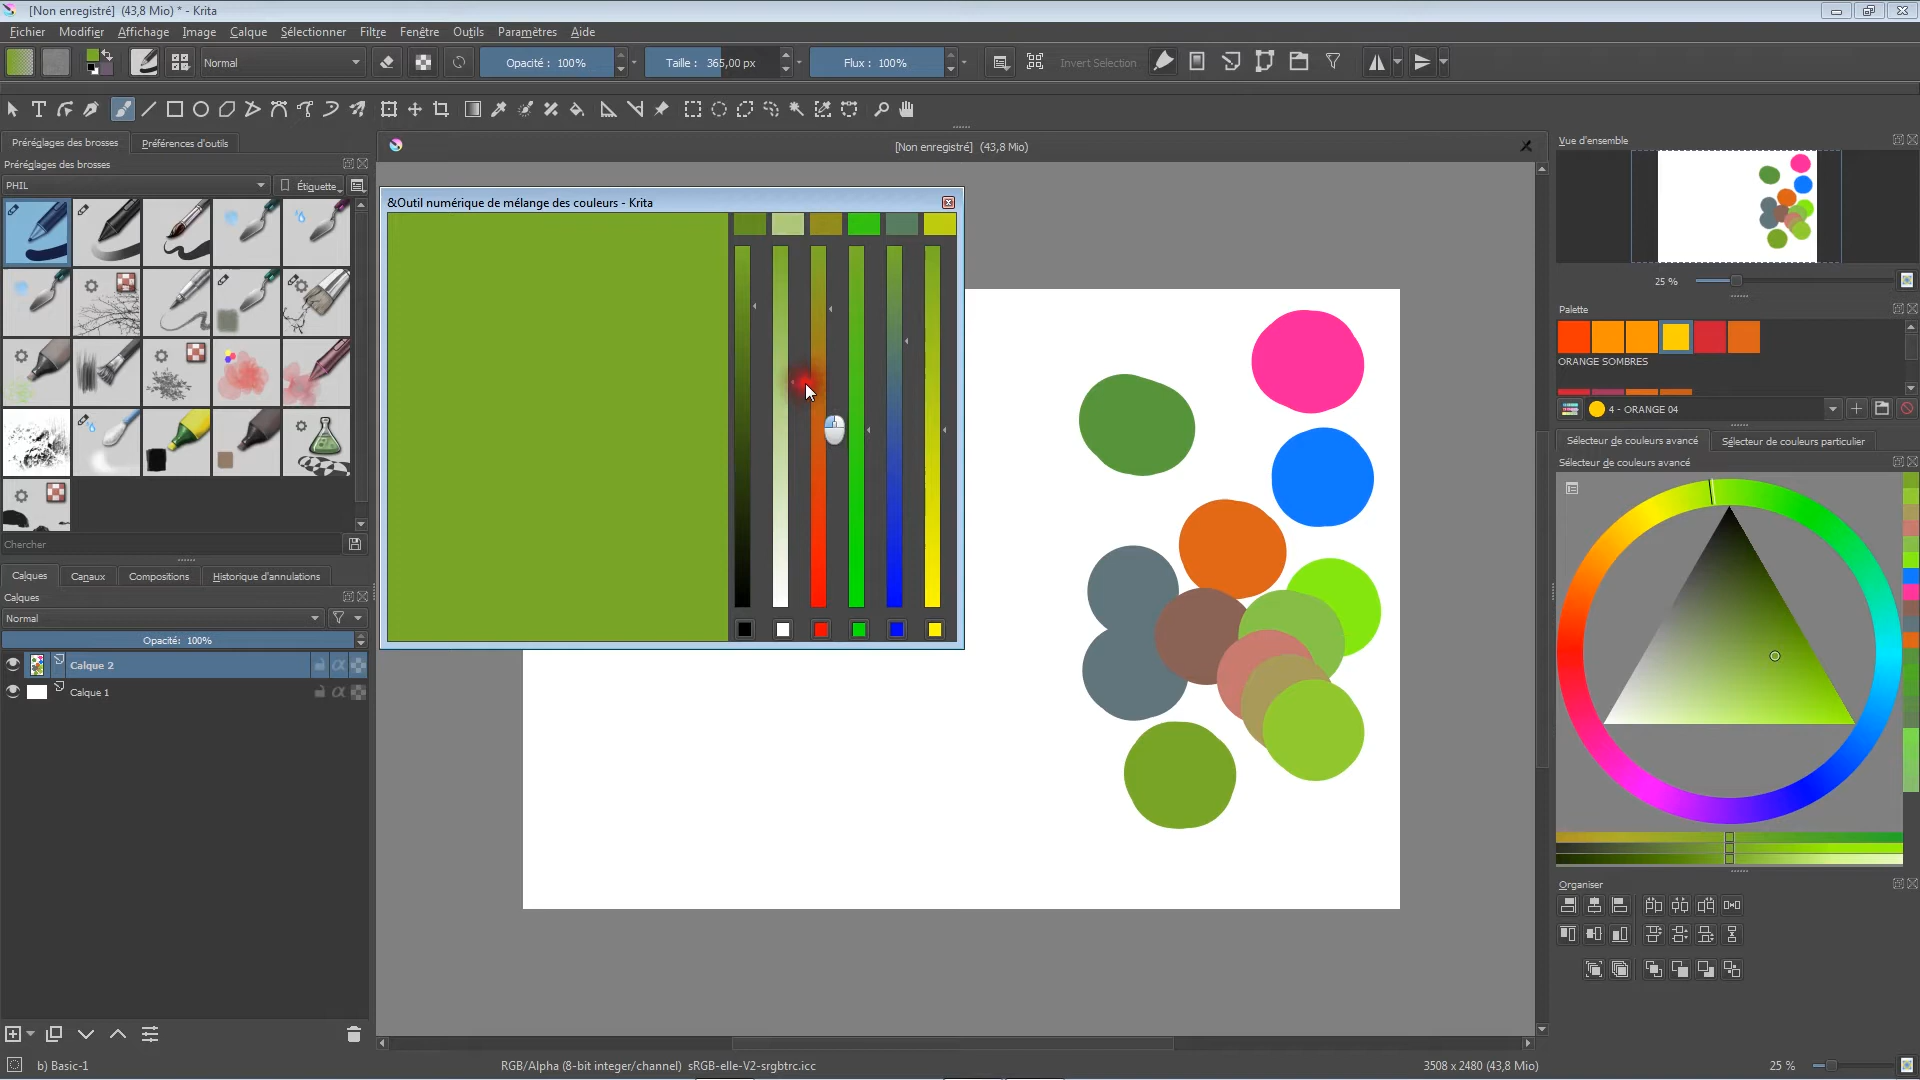 [Non enregistré] (43,8 Mio) * - Krita
Fichier Modifier Affichage Image Calque Sélectionner Filtre Fenêtre Outils Paramètres Aide
Normal Opacité : 100% Taille : 365,00 px Flux : 100% Invert Selection
Préréglages des brosses Préférences d'outils
Préréglages des brosses
PHIL Étiquette
Chercher
Calques Canaux Compositions Historique d'annulations
Calques
Normal
Opacité: 100%
Calque 2
Calque 1
b) Basic-1
[Non enregistré] (43,8 Mio)
&Outil numérique de mélange des couleurs - Krita
RGB/Alpha (8-bit integer/channel) sRGB-elle-V2-srgbtrc.icc
3508 x 2480 (43,8 Mio)
25 %
Vue d'ensemble
25 %
Palette
ORANGE SOMBRES
4 - ORANGE 04
Sélecteur de couleurs avancé Sélecteur de couleurs particulier
Sélecteur de couleurs avancé
Organiser